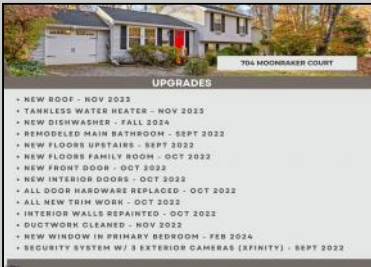 704 MOONRAKER COURT
UPGRADES
• NEW ROOF - NOV 2023
• TANKLESS WATER HEATER - NOV 2023
• NEW DISHWASHER - FALL 2024
• REMODELED MAIN BATHROOM - SEPT 2022
• NEW FLOORS UPSTAIRS - SEPT 2022
• NEW FLOORS FAMILY ROOM - OCT 2022
• NEW FRONT DOOR - OCT 2022
• NEW INTERIOR DOORS - OCT 2022
• ALL DOOR HARDWARE REPLACED - OCT 2022
• ALL NEW TRIM WORK - OCT 2022
• INTERIOR WALLS REPAINTED - OCT 2022
• DUCTWORK CLEANED - NOV 2022
• NEW WINDOW IN PRIMARY BEDROOM - FEB 2024
• SECURITY SYSTEM W/ 3 EXTERIOR CAMERAS (XFINITY) - SEPT 2022